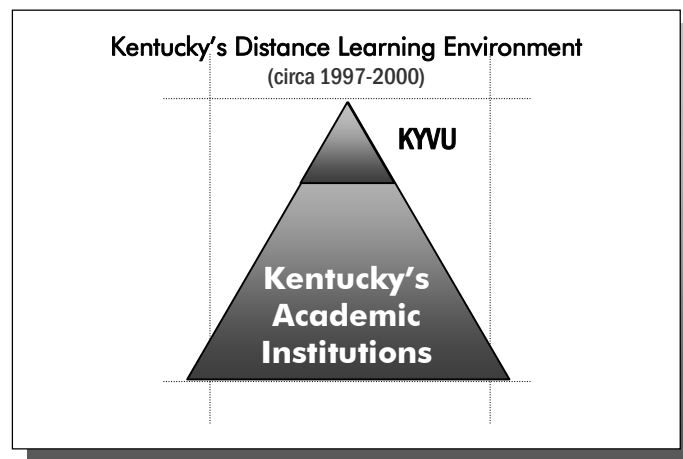 Kentucky's Distance Learning Environment
(circa 1997-2000)
KYVU
Kentucky's
Academic
Institutions